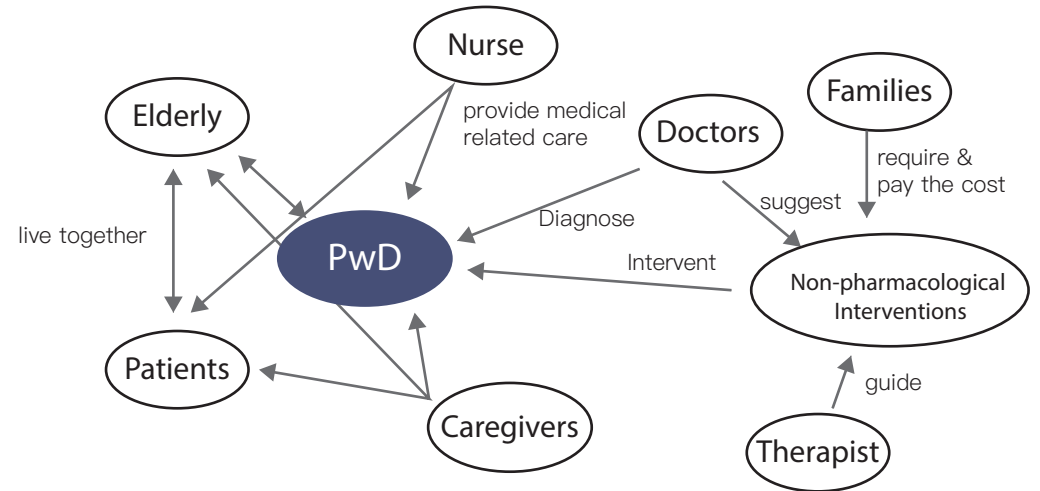 Nurse
Families
Elderly
provide medical
related care
Doctors
require &
pay the cost
suggest
live together
Diagnose
PwD
Intervent
Non-pharmacological
Interventions
Patients
guide
Caregivers
Therapist